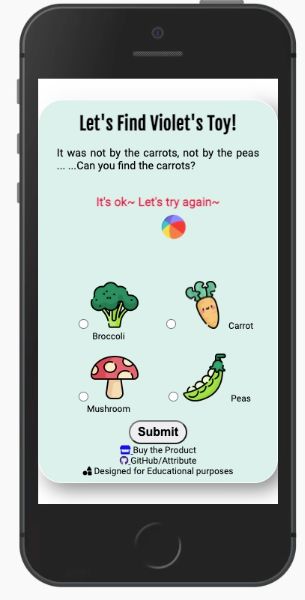 Let's Find Violet's Toy!
It was not by the carrots, not by the peas
... ...Can you find the carrots?
It's ok~ Let's try again~
Broccoli
Carrot
Mushroom
Peas
Submit
Buy the Product
GitHub/Attribute
Designed for Educational purposes